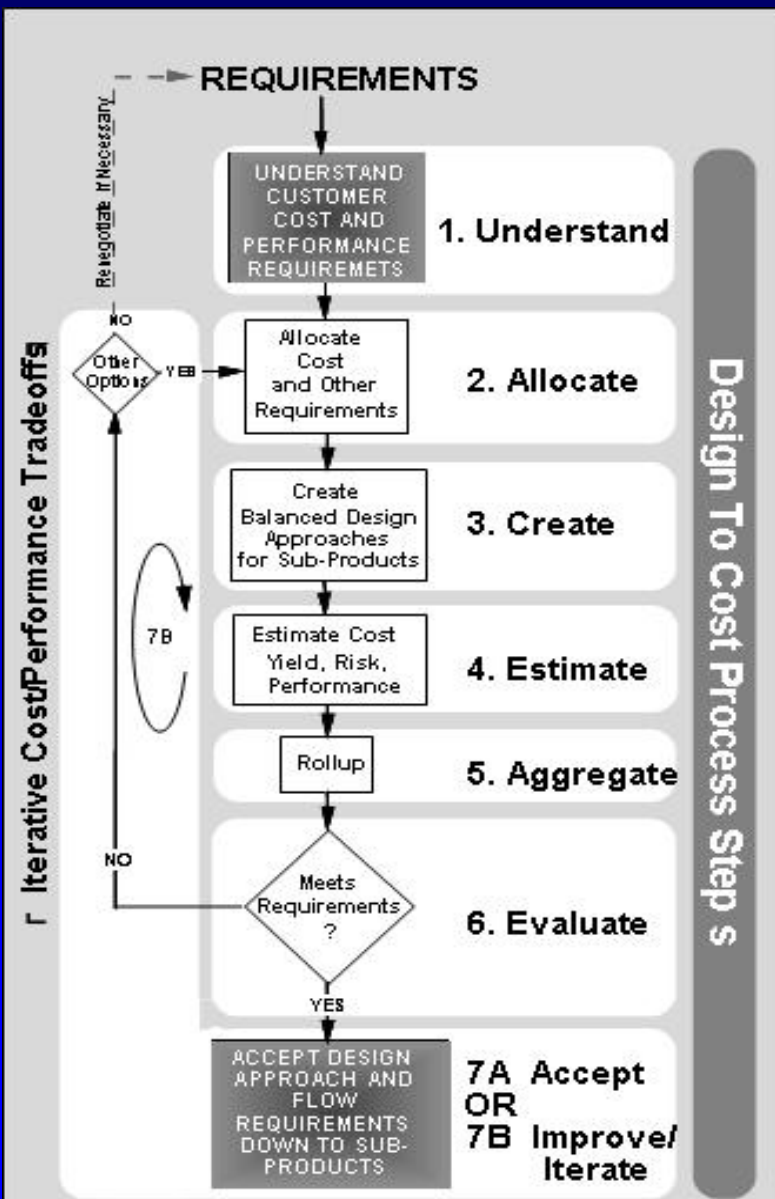 REQUIREMENTS
Renegotiate If Necessary
UNDERSTAND
CUSTOMER
COST AND
PERFORMANCE
REQUIREMETS
1. Understand
NO
Other
Options
YES
Allocate
Cost
and Other
Requirements
2. Allocate
Create
Balanced Design
Approaches
for Sub-Products
3. Create
7B
Estimate Cost
Yield, Risk,
Performance
4. Estimate
Rollup
5. Aggregate
NO
Meets
Requirements
?
6. Evaluate
YES
ACCEPT DESIGN
APPROACH AND
FLOW
REQUIREMENTS
DOWN TO SUB-
PRODUCTS
7A Accept
OR
7B Improve/
Iterate
Iterative Cost/Performance Tradeoffs
Design To Cost Process Step s